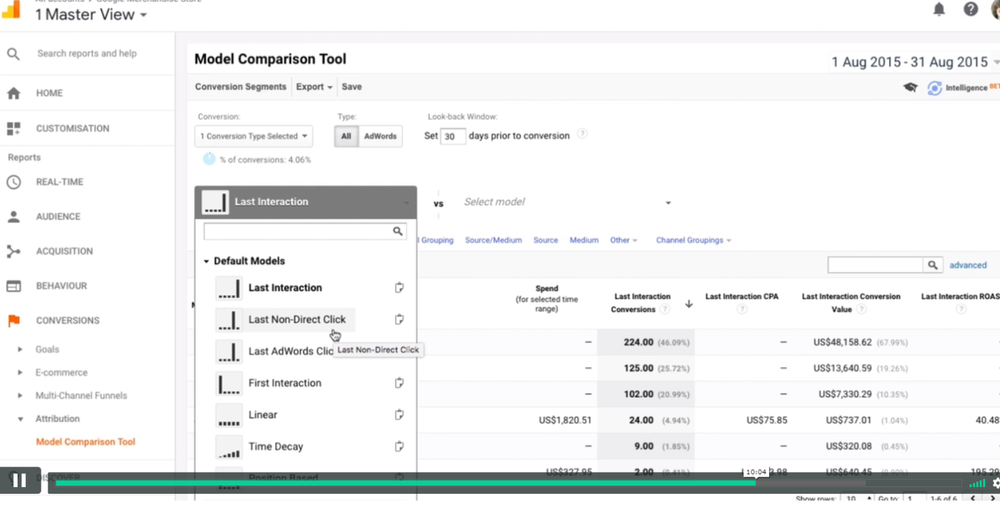 All accounts > Google Merchandise Store
1 Master View
Search reports and help
HOME
CUSTOMISATION
Reports
REAL-TIME
AUDIENCE
ACQUISITION
BEHAVIOUR
CONVERSIONS
Goals
E-commerce
Multi-Channel Funnels
Attribution
Model Comparison Tool
DISCOVER
Model Comparison Tool
1 Aug 2015 - 31 Aug 2015
Conversion Segments Export Save
Intelligence BET
Conversion: Type: Look-back Window:
1 Conversion Type Selected All AdWords Set 30 days prior to conversion ?
% of conversions: 4.06%
Last Interaction vs Select model
l Grouping Source/Medium Source Medium Other Channel Groupings
Default Models
Last Interaction
Last Non-Direct Click
Last AdWords Clic
Last Non-Direct Click
First Interaction
Linear
Time Decay
Position Based
advanced
Spend
(for selected time
range)
Last Interaction
Conversions ?
Last Interaction CPA
?
Last Interaction Conversion
Value ?
Last Interaction ROAS
?
— 224.00 (46.09%) — US$48,158.62 (67.99%)
— 125.00 (25.72%) — US$13,640.59 (19.26%)
— 102.00 (20.99%) — US$7,330.29 (10.35%)
US$1,820.51 24.00 (4.94%) US$75.85 US$737.01 (1.04%) 40.48
— 9.00 (1.85%) — US$320.08 (0.45%)
US$327.95 2.00 (0.41%) 3.98 US$640.45 (0.90%) 195.29
10:04
Show rows: 10 Go to: 1 1-6 of 6